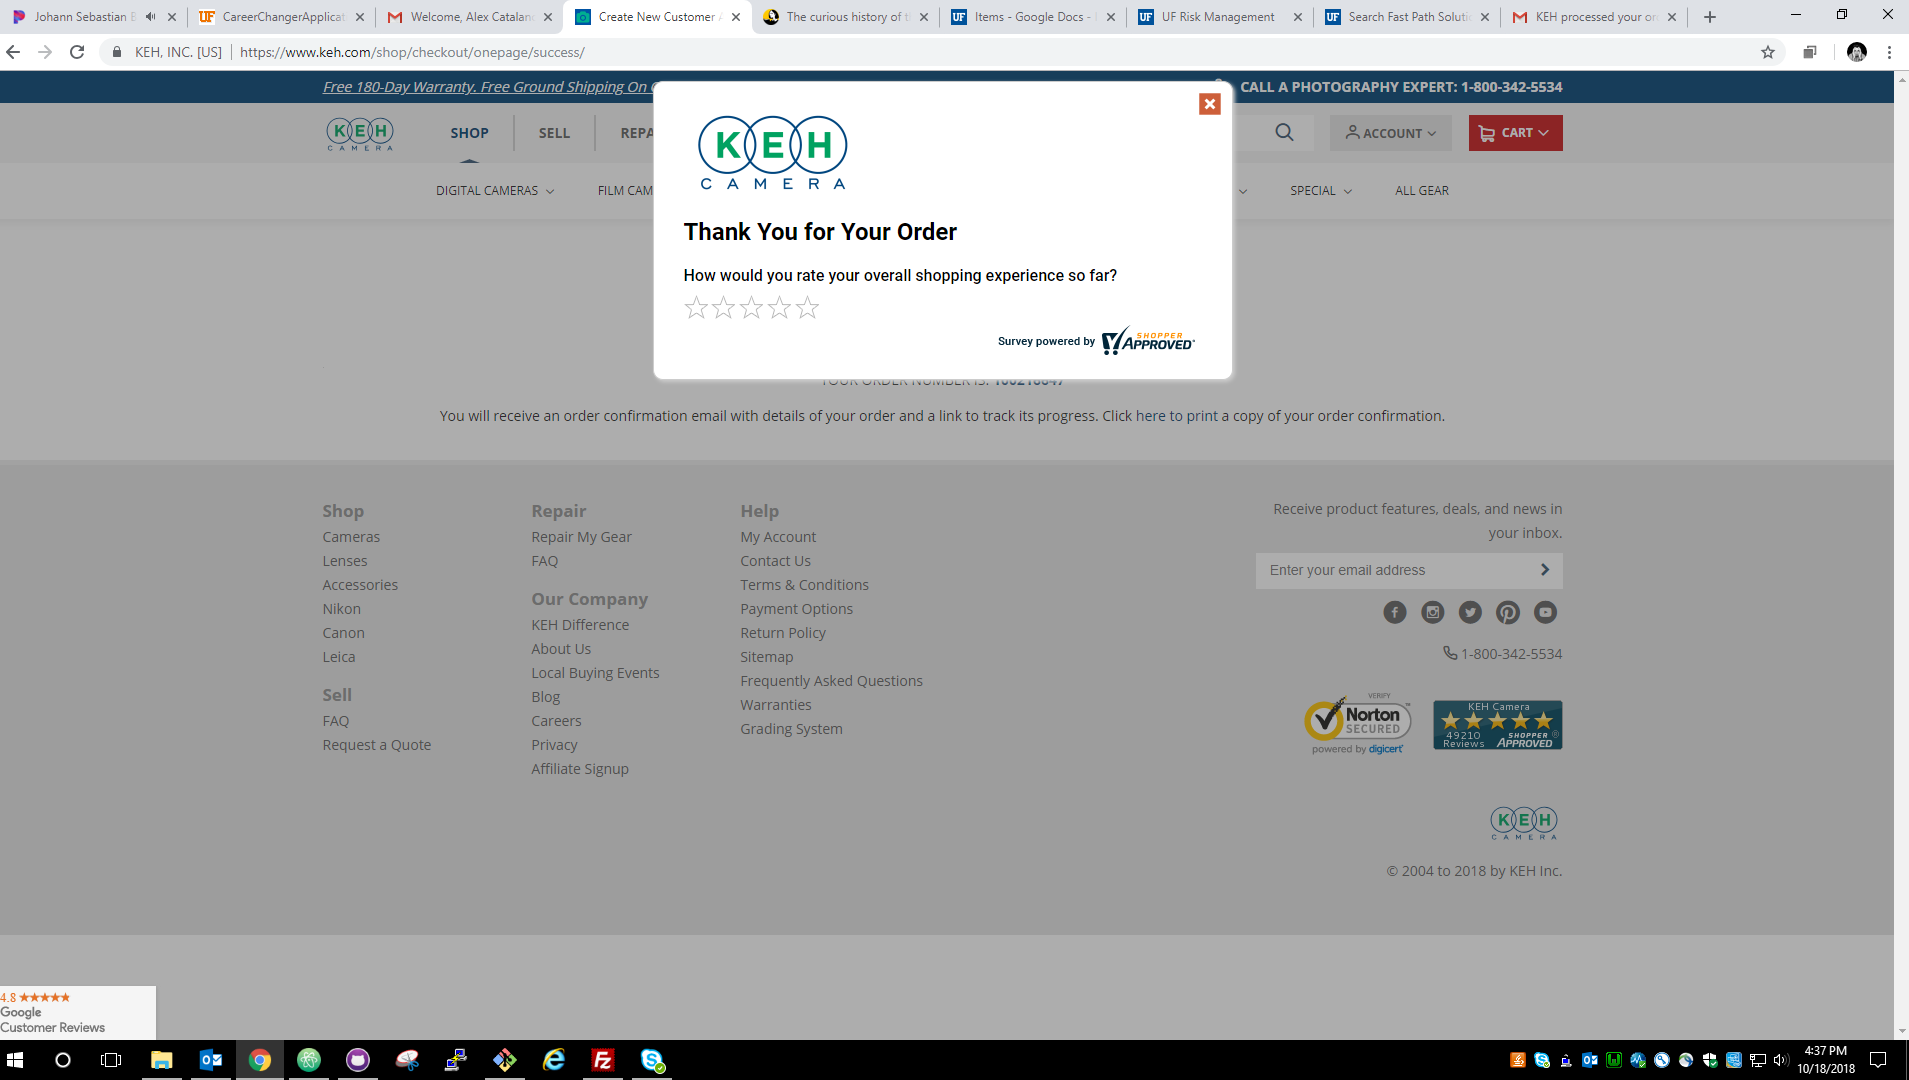 Johann Sebastian B
CareerChangerApplicat
Welcome, Alex Catalan
Create New Customer A
The curious history of t
Items - Google Docs -
UF Risk Management
Search Fast Path Soluti
KEH processed your or
KEH, INC. [US]
https://www.keh.com/shop/checkout/onepage/success/
Free 180-Day Warranty. Free Ground Shipping On
CALL A PHOTOGRAPHY EXPERT: 1-800-342-5534
KEH
CAMERA
SHOP
SELL
REPA
ACCOUNT
CART
DIGITAL CAMERAS
FILM CAM
SPECIAL
ALL GEAR
KEH
CAMERA
Thank You for Your Order
How would you rate your overall shopping experience so far?
Survey powered by SHOPPER APPROVED
YOUR ORDER NUMBER IS:
You will receive an order confirmation email with details of your order and a link to track its progress. Click here to print a copy of your order confirmation.
Shop
Cameras
Lenses
Accessories
Nikon
Canon
Leica
Sell
FAQ
Request a Quote
Repair
Repair My Gear
FAQ
Our Company
KEH Difference
About Us
Local Buying Events
Blog
Careers
Privacy
Affiliate Signup
Help
My Account
Contact Us
Terms & Conditions
Payment Options
Return Policy
Sitemap
Frequently Asked Questions
Warranties
Grading System
Receive product features, deals, and news in
your inbox.
Enter your email address
1-800-342-5534
VERIFY
Norton
SECURED
powered by digicert
KEH Camera
49210
Reviews
SHOPPER
APPROVED
KEH
CAMERA
© 2004 to 2018 by KEH Inc.
4.8
Google
Customer Reviews
4:37 PM
10/18/2018